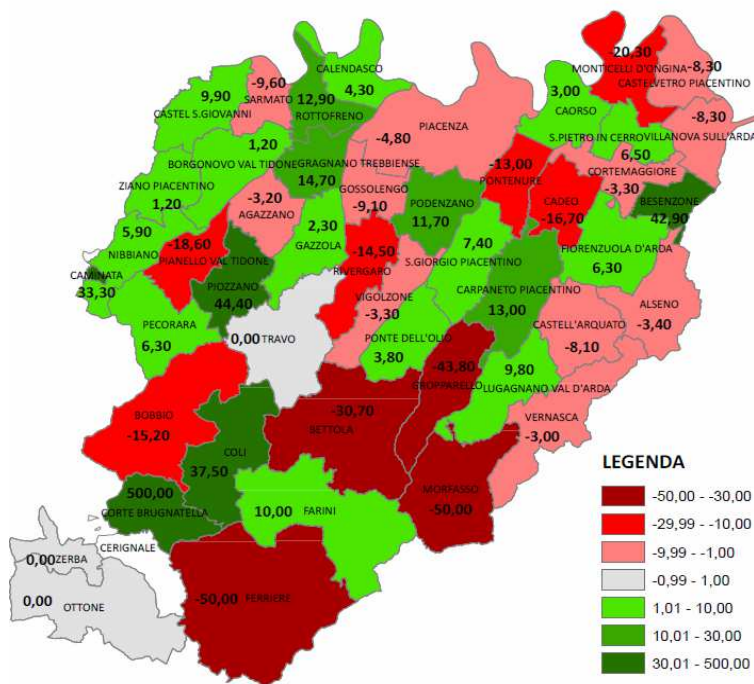 -20,30
MONTICELLI D'ONGINA
-8,30
CASTELVETRO PIACENTINO
CALENDASCO
4,30
-9,60
SARMATO
9,90
CASTEL S.GIOVANNI
12,90
ROTTOFRENO
3,00
CAORSO
-8,30
S.PIETRO IN CERRO
VILLANOVA SULL'ARDA
6,50
PIACENZA
-4,80
1,20
BORGONOVO VAL TIDONE
GRAGNANO TREBBIENSE
14,70
-13,00
PONTENURE
CORTEMAGGIORE
-3,30
ZIANO PIACENTINO
1,20
-3,20
AGAZZANO
GOSSOLENGO
-9,10
PODENZANO
11,70
CADEO
-16,70
BESENZONE
42,90
5,90
NIBBIANO
-18,60
PIANELLO VAL TIDONE
2,30
GAZZOLA
-14,50
RIVERGARO
7,40
S.GIORGIO PIACENTINO
FIORENZUOLA D'ARDA
6,30
CAMINATA
33,30
PIOZZANO
44,40
VIGOLZONE
-3,30
CARPANETO PIACENTINO
13,00
ALSENO
-3,40
PECORARA
6,30
0,00 TRAVO
PONTE DELL'OLIO
3,80
CASTELL'ARQUATO
-8,10
-43,80
GROPPARELLO
9,80
LUGAGNANO VAL D'ARDA
BOBBIO
-15,20
-30,70
BETTOLA
VERNASCA
-3,00
COLI
37,50
500,00
CORTE BRUGNATELLA
MORFASSO
-50,00
10,00 FARINI
CERIGNALE
0,00 ZERBA
0,00
OTTONE
-50,00 FERRIERE
LEGENDA
-50,00 - -30,00
-29,99 - -10,00
-9,99 - -1,00
-0,99 - 1,00
1,01 - 10,00
10,01 - 30,00
30,01 - 500,00